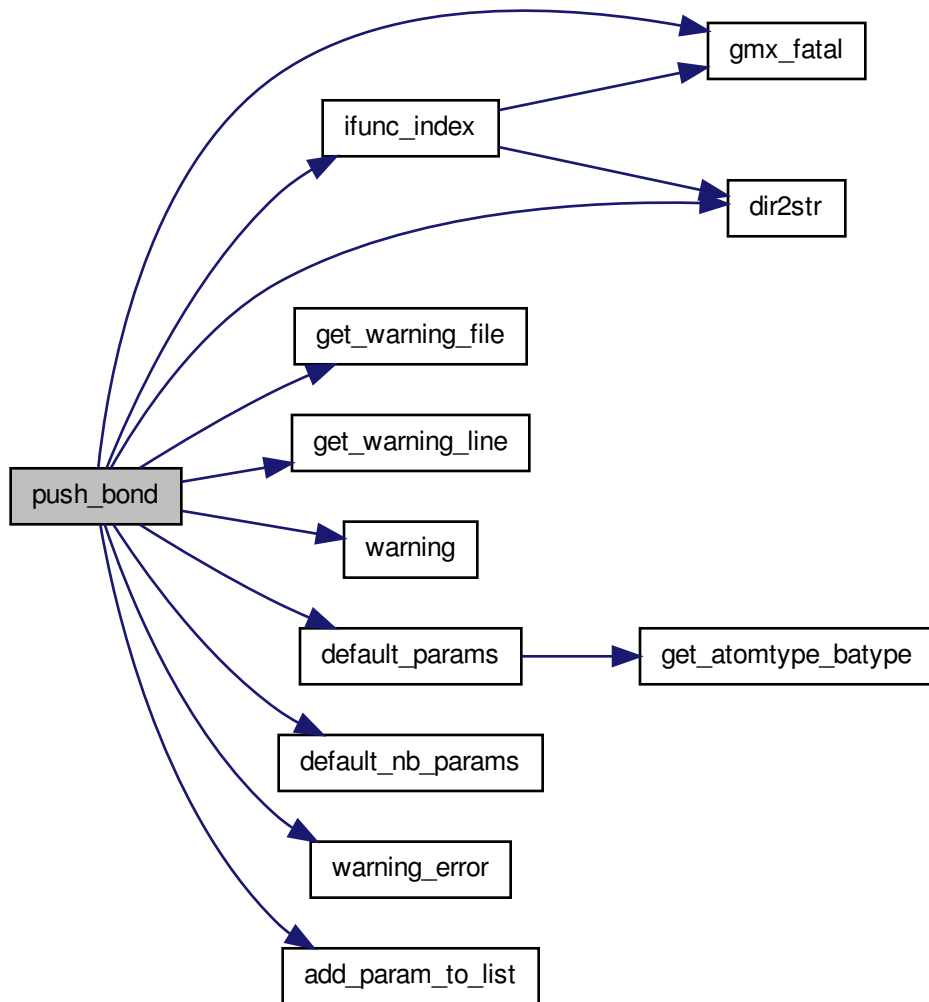 gmx_fatal
ifunc_index
dir2str
get_warning_file
get_warning_line
push_bond
warning
default_params
get_atomtype_batype
default_nb_params
warning_error
add_param_to_list